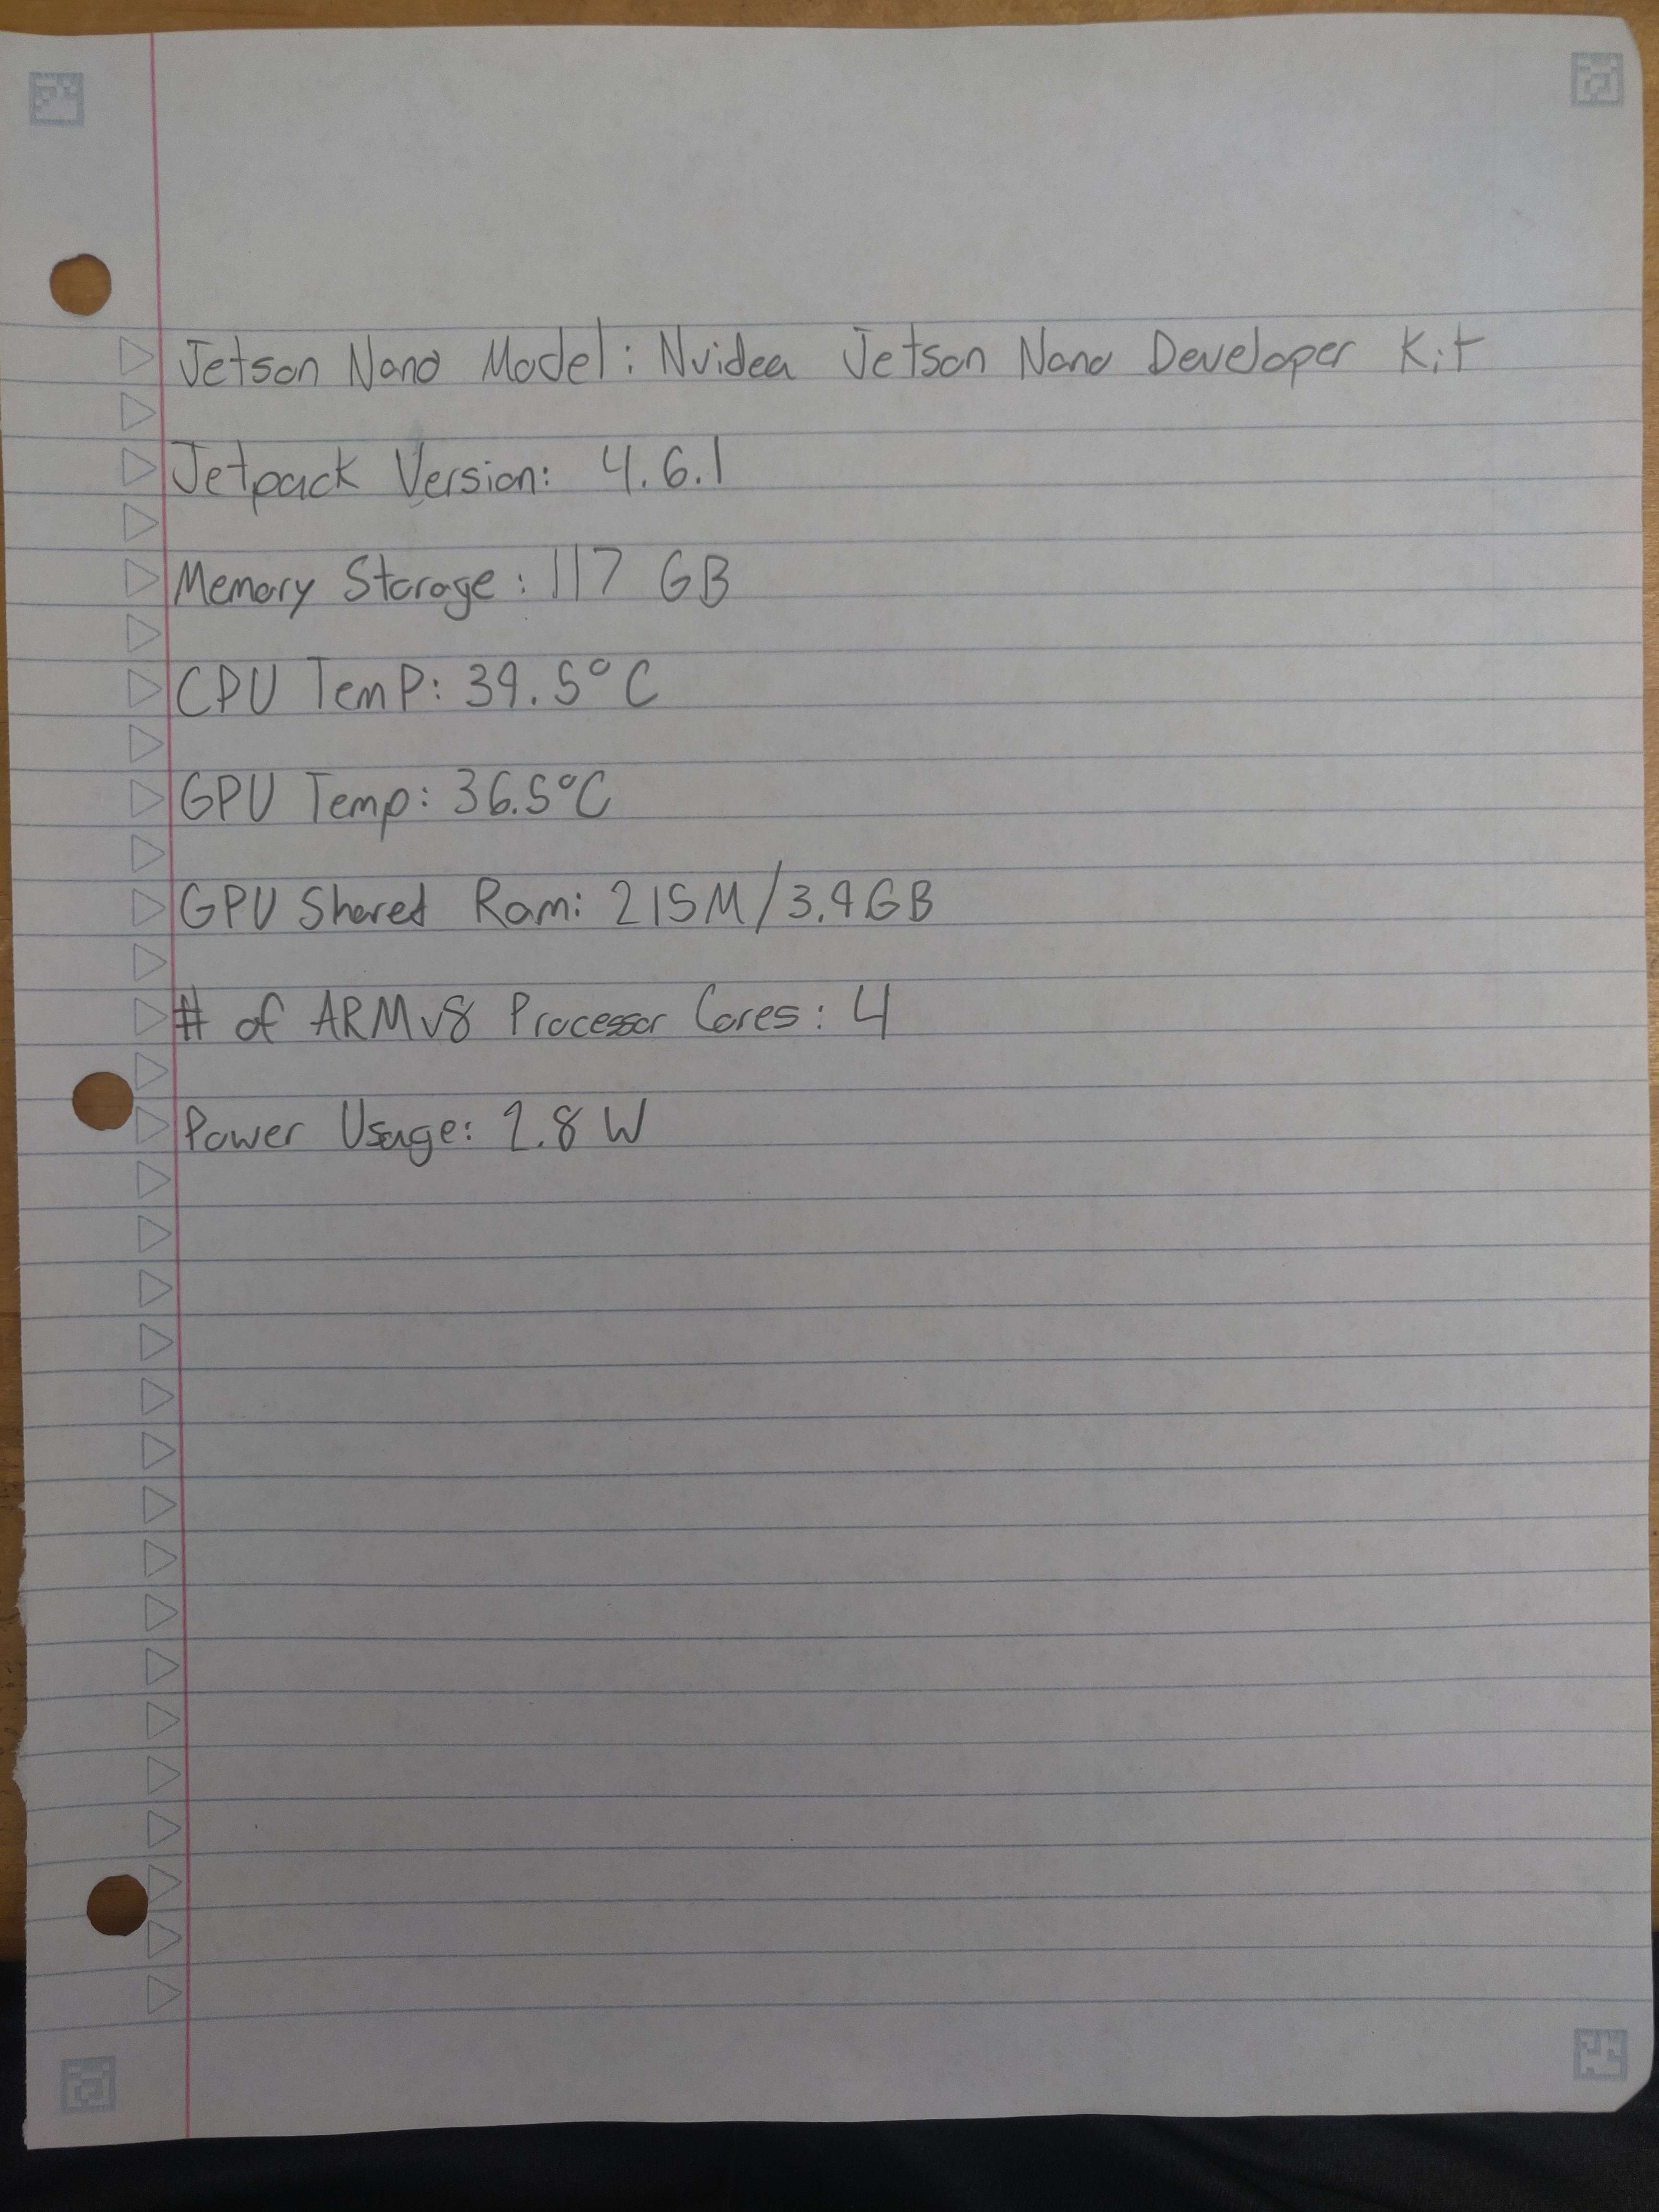 Jetson Nano Model: Nvidea Jetson Nano Developer Kit
Jetpack Version: 4.6.1
Memory Storage: 117 GB
CPU Temp: 39.5°C
GPU Temp: 36.5°C
GPU Shared Ram: 215M/3.9GB
# of ARMv8 Processor Cores: 4
Power Usage: 2.8 W